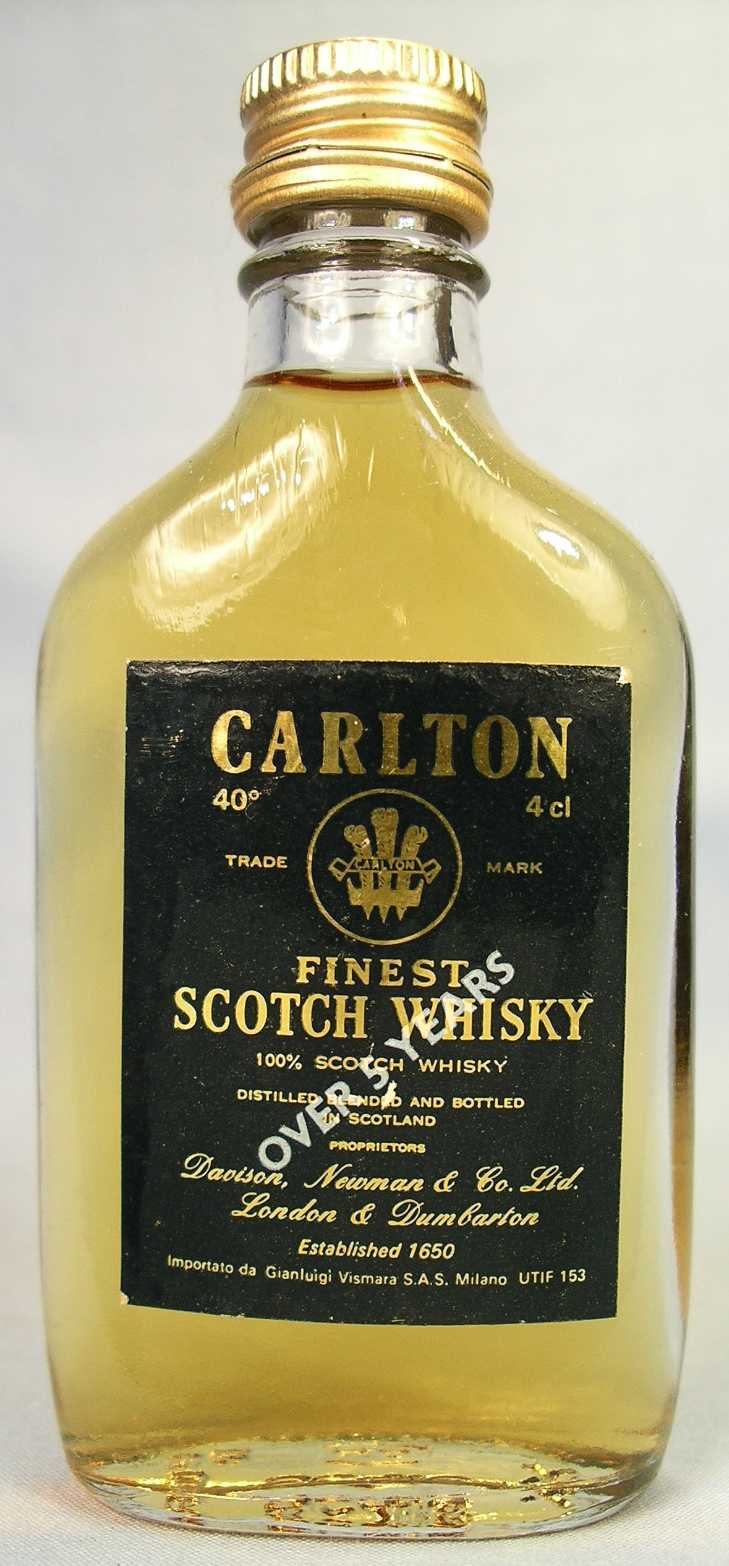 CARLTON
40° 4 cl
TRADE MARK
CARLTON
FINEST
SCOTCH WHISKY
100% SCOTCH WHISKY
OVER 5 YEARS
DISTILLED BLENDED AND BOTTLED
IN SCOTLAND
PROPRIETORS
Davison, Newman & Co. Ltd.
London & Dumbarton
Established 1650
Importato da Gianluigi Vismara S.A.S. Milano UTIF 153